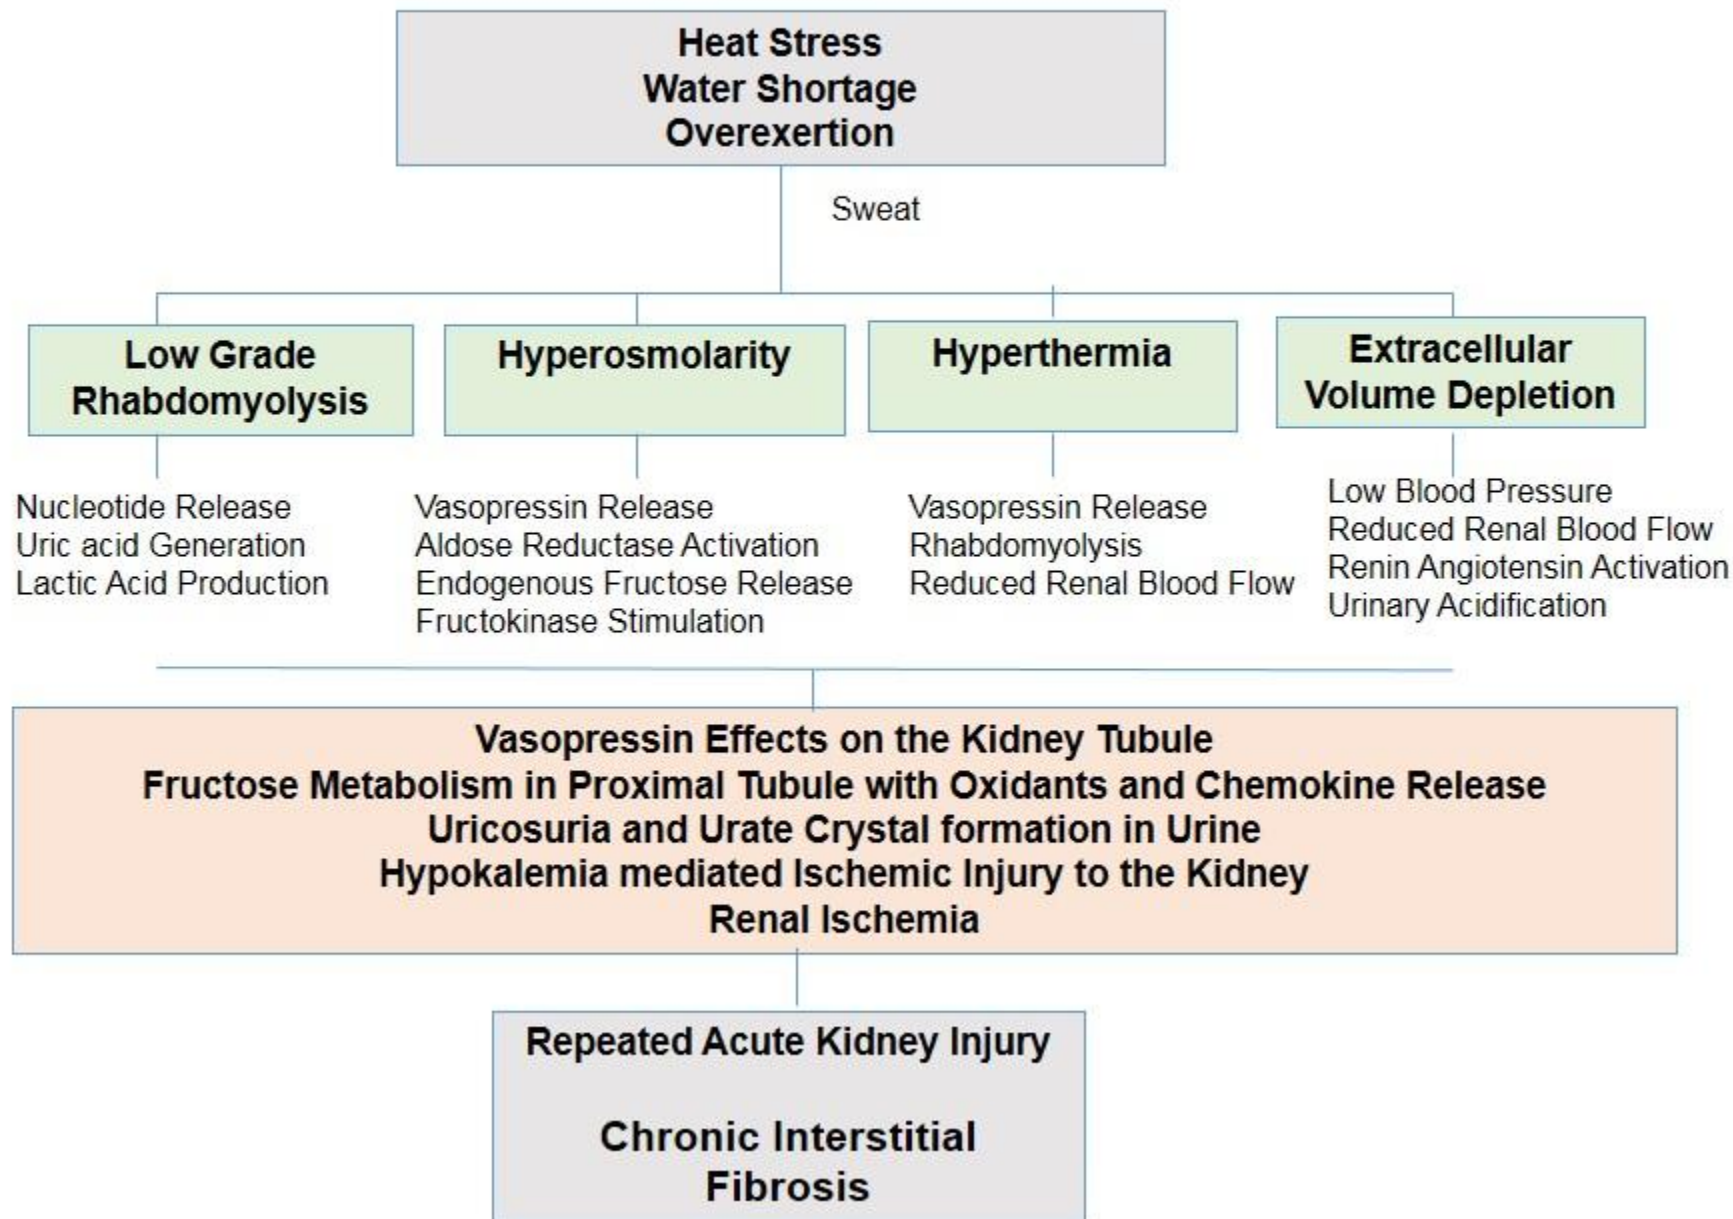 Heat Stress
Water Shortage
Overexertion
Sweat
Low Grade
Rhabdomyolysis
Hyperosmolarity
Hyperthermia
Extracellular
Volume Depletion
Nucleotide Release
Uric acid Generation
Lactic Acid Production
Vasopressin Release
Aldose Reductase Activation
Endogenous Fructose Release
Fructokinase Stimulation
Vasopressin Release
Rhabdomyolysis
Reduced Renal Blood Flow
Low Blood Pressure
Reduced Renal Blood Flow
Renin Angiotensin Activation
Urinary Acidification
Vasopressin Effects on the Kidney Tubule
Fructose Metabolism in Proximal Tubule with Oxidants and Chemokine Release
Uricosuria and Urate Crystal formation in Urine
Hypokalemia mediated Ischemic Injury to the Kidney
Renal Ischemia
Repeated Acute Kidney Injury
Chronic Interstitial
Fibrosis